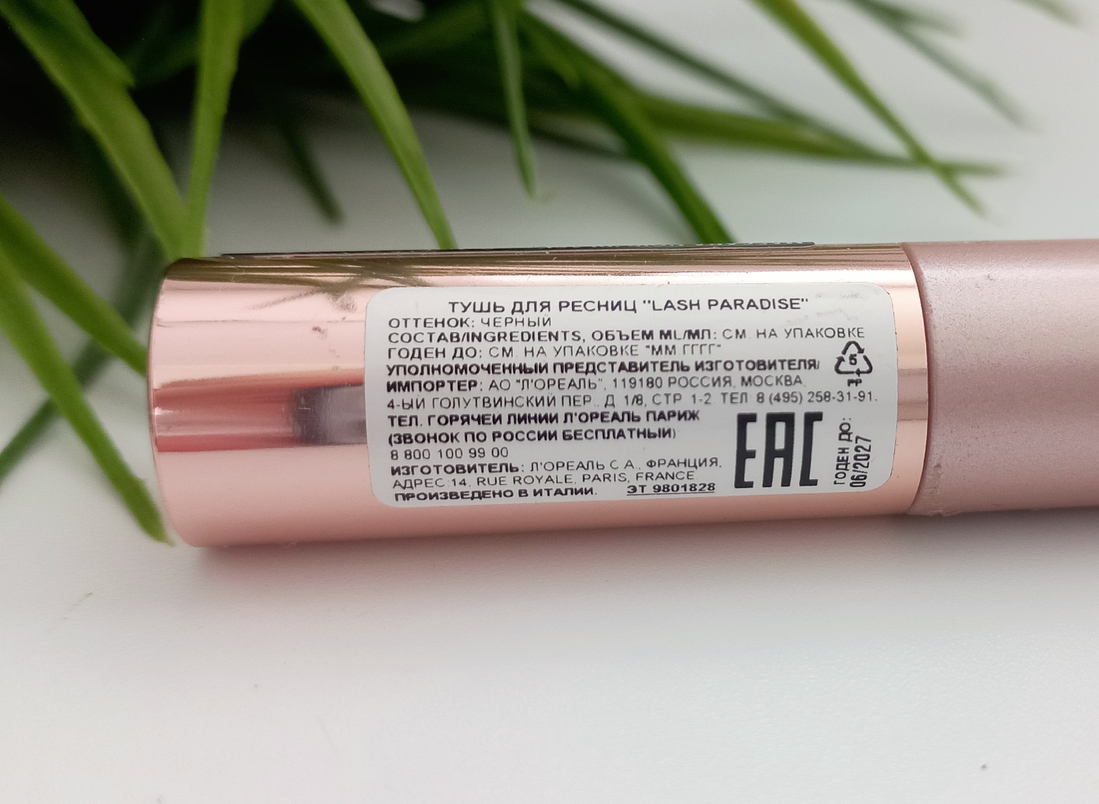 ТУШЬ ДЛЯ РЕСНИЦ "LASH PARADISE"
ОТТЕНОК: ЧЕРНЫЙ
СОСТАВ/INGREDIENTS, ОБЪЕМ ML/МЛ: СМ. НА УПАКОВКЕ
ГОДЕН ДО: СМ. НА УПАКОВКЕ "ММ.ГГГГ"
УПОЛНОМОЧЕННЫЙ ПРЕДСТАВИТЕЛЬ ИЗГОТОВИТЕЛЯ/
ИМПОРТЕР: АО "Л'ОРЕАЛЬ", 119180 РОССИЯ, МОСКВА,
4-ЫЙ ГОЛУТВИНСКИЙ ПЕР., Д. 1/8, СТР. 1-2. ТЕЛ. 8 (495) 258-31-91.
ТЕЛ. ГОРЯЧЕЙ ЛИНИИ Л'ОРЕАЛЬ ПАРИЖ
(ЗВОНОК ПО РОССИИ БЕСПЛАТНЫЙ)
8 800 100 99 00
ИЗГОТОВИТЕЛЬ: Л'ОРЕАЛЬ С.А., ФРАНЦИЯ,
АДРЕС:14, RUE ROYALE, PARIS, FRANCE
ПРОИЗВЕДЕНО В ИТАЛИИ. ЭТ 9801828
5
EAC
ГОДЕН ДО:
06/2027